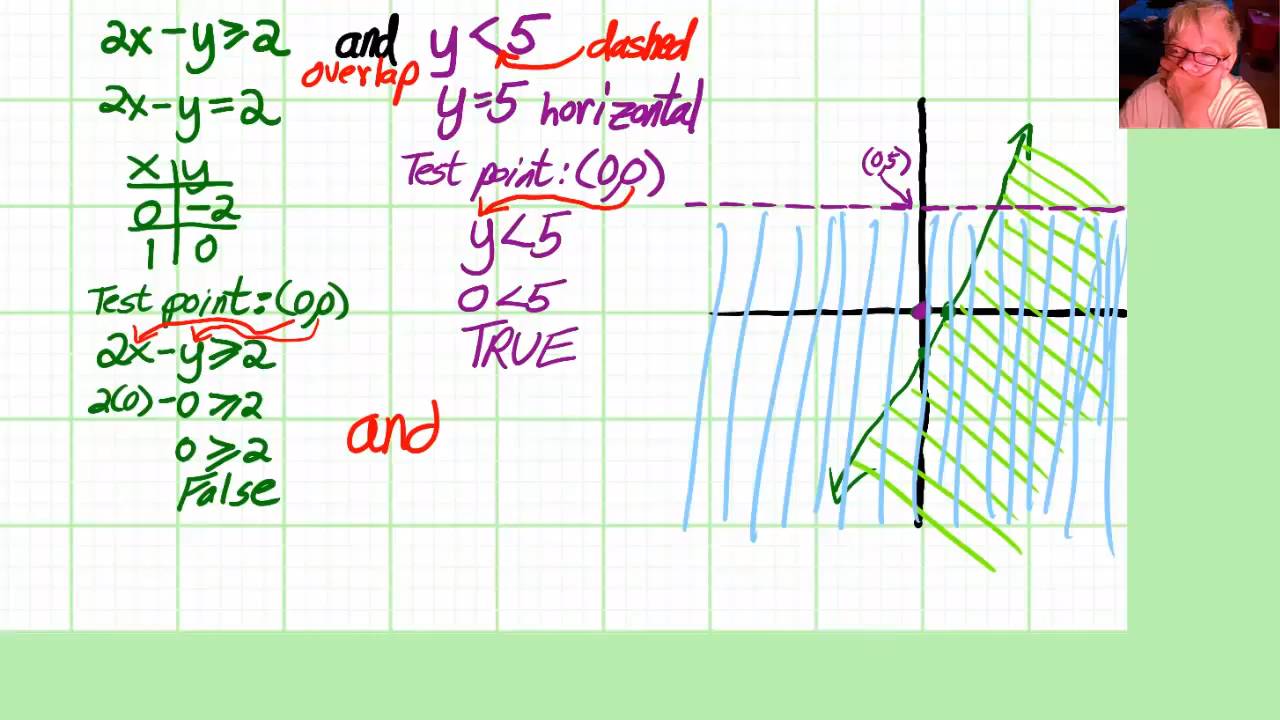 2x - y ≥ 2 and y < 5 dashed
overlap
2x - y = 2
y = 5 horizontal
x y
0 -2
1 0
Test point: (0,0)
y < 5
0 < 5
TRUE
Test point: (0,0)
2x - y ≥ 2
2(0) - 0 ≥ 2
0 ≥ 2
False
and
(0,5)